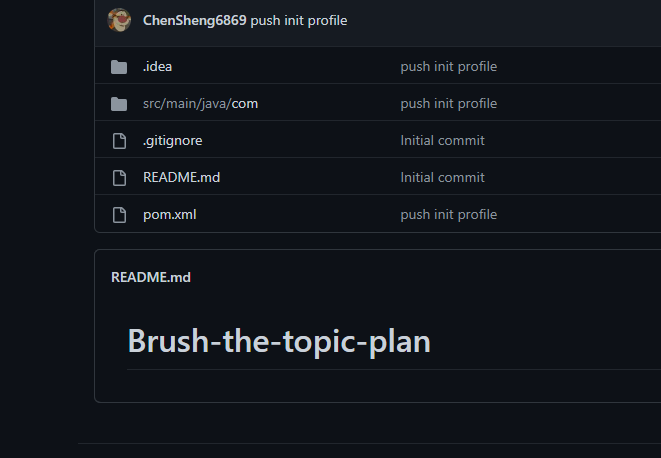 ChenSheng6869 push init profile
.idea push init profile
src/main/java/com push init profile
.gitignore Initial commit
README.md Initial commit
pom.xml push init profile
README.md
Brush-the-topic-plan